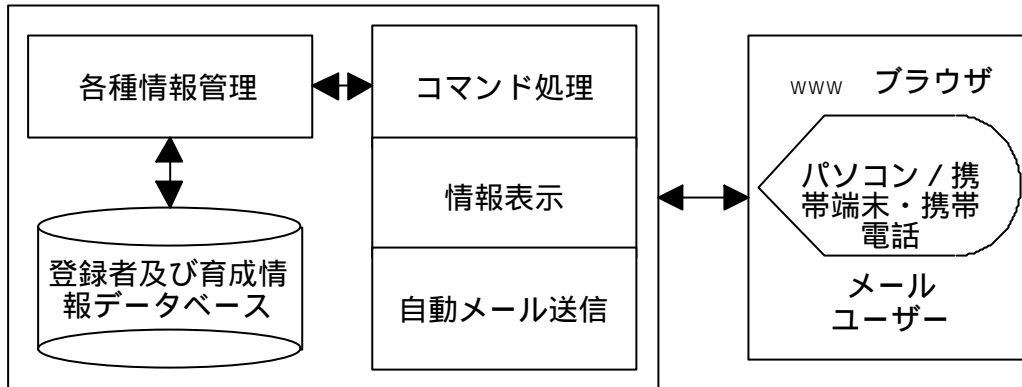 各種情報管理
登録者及び育成情
報データベース
コマンド処理
情報表示
自動メール送信
www ブラウザ
パソコン / 携
帯端末・携帯
電話
メール
ユーザー